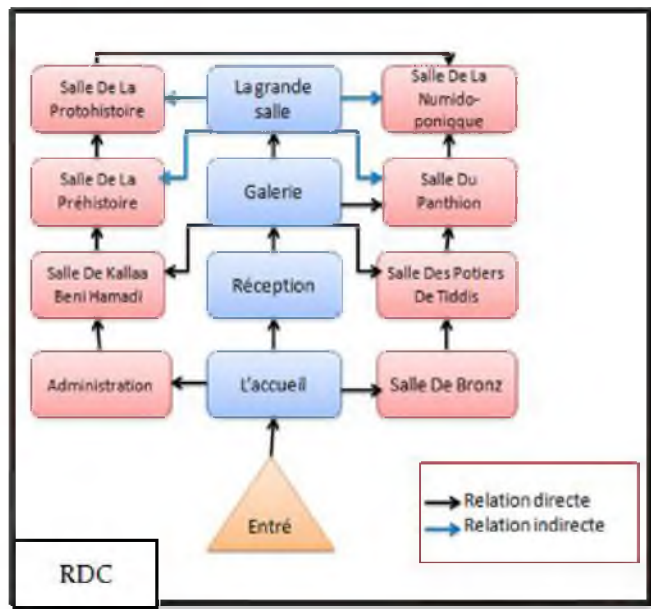 Salle De La
Protohistoire
La grande
salle
Salle De La
Numido-
ponioque
Salle De La
Préhistoire
Galerie
Salle Du
Panthion
Salle De Kallaa
Beni Hamadi
Réception
Salle Des Potiers
De Tiddis
Administration
L'accueil
Salle De Bronz
Entré
Relation directe
Relation indirecte
RDC